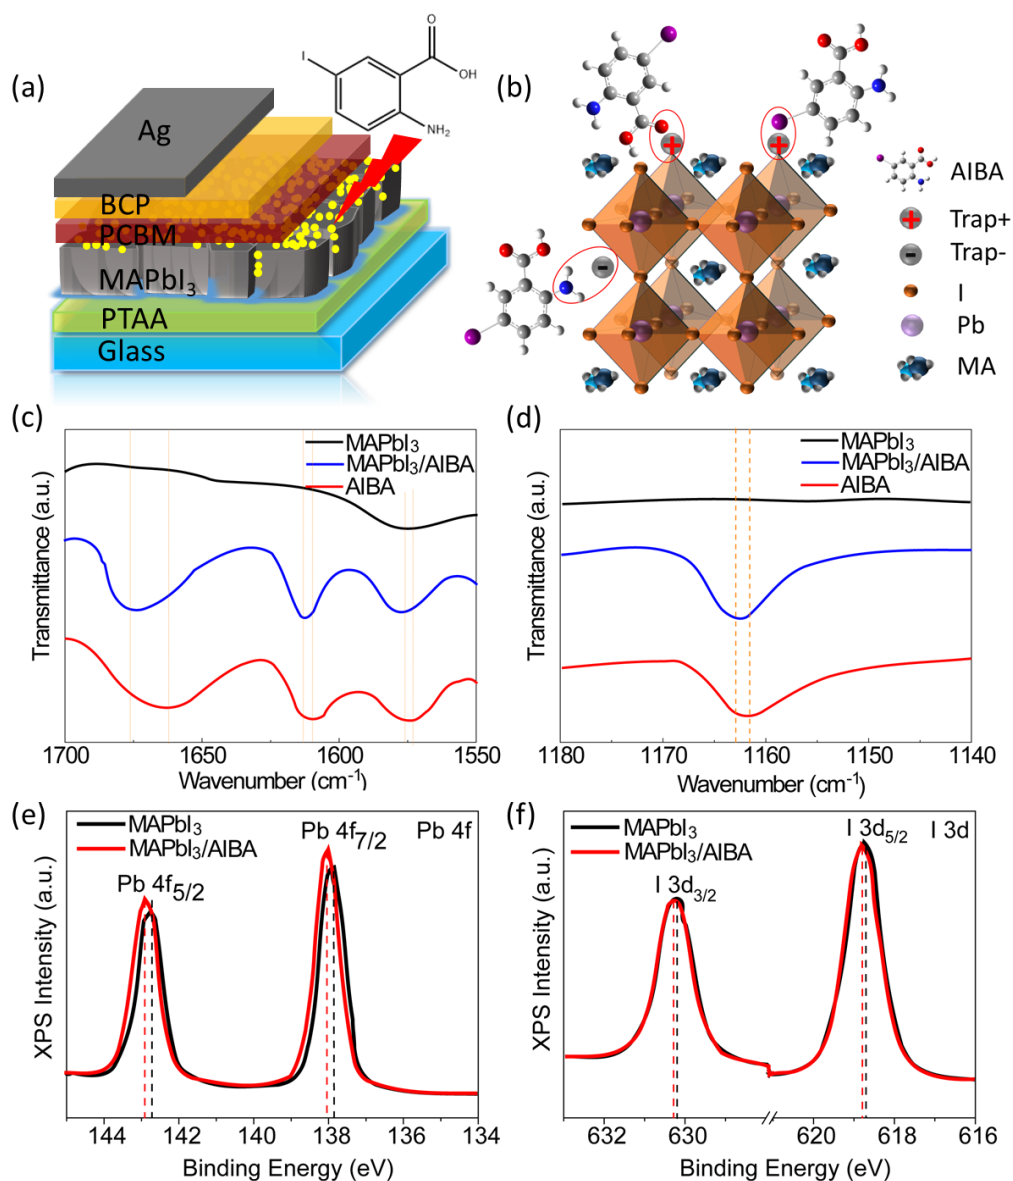 (a)
I
O
OH
NH₂
Ag
BCP
PCBM
MAPbI₃
PTAA
Glass
(b)
+
+
-
AIBA
+ Trap+
- Trap-
I
Pb
MA
(c)
MAPbI₃
MAPbI₃/AIBA
AIBA
Transmittance (a.u.)
1700 1650 1600 1550
Wavenumber (cm⁻¹)
(d)
MAPbI₃
MAPbI₃/AIBA
AIBA
Transmittance (a.u.)
1180 1170 1160 1150 1140
Wavenumber (cm⁻¹)
(e)
MAPbI₃
MAPbI₃/AIBA
Pb 4f₇/₂
Pb 4f
Pb 4f₅/₂
XPS Intensity (a.u.)
144 142 140 138 136 134
Binding Energy (eV)
(f)
MAPbI₃
MAPbI₃/AIBA
I 3d₅/₂
I 3d
I 3d₃/₂
XPS Intensity (a.u.)
632 630 620 618 616
Binding Energy (eV)